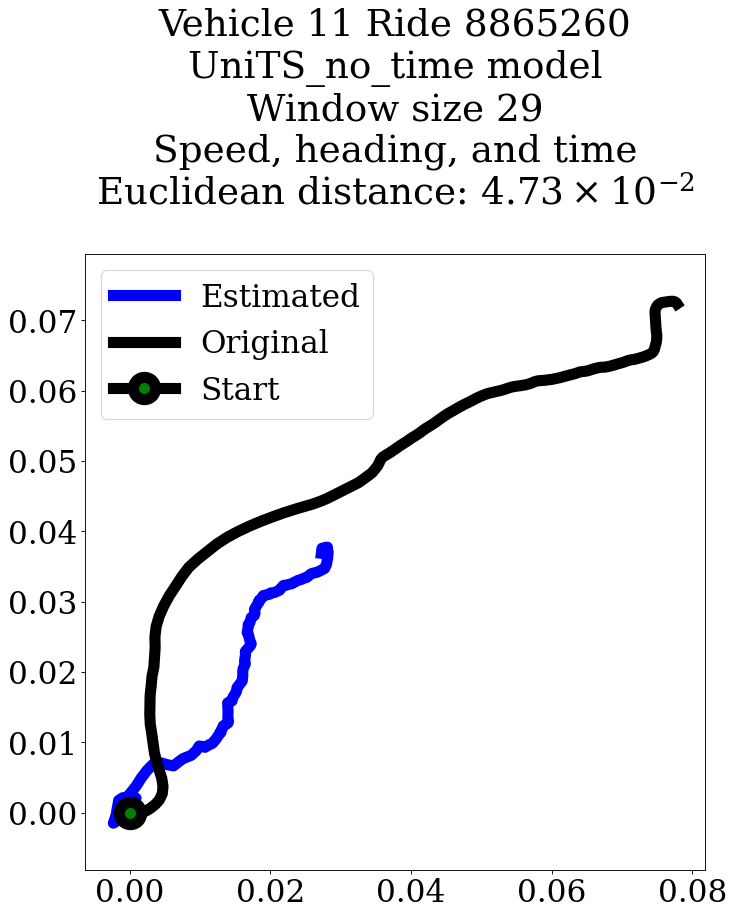 Vehicle 11 Ride 8865260
UniTS_no_time model
Window size 29
Speed, heading, and time
Euclidean distance: 4.73 × 10⁻²
Estimated
Original
Start
0.07
0.06
0.05
0.04
0.03
0.02
0.01
0.00
0.00 0.02 0.04 0.06 0.08